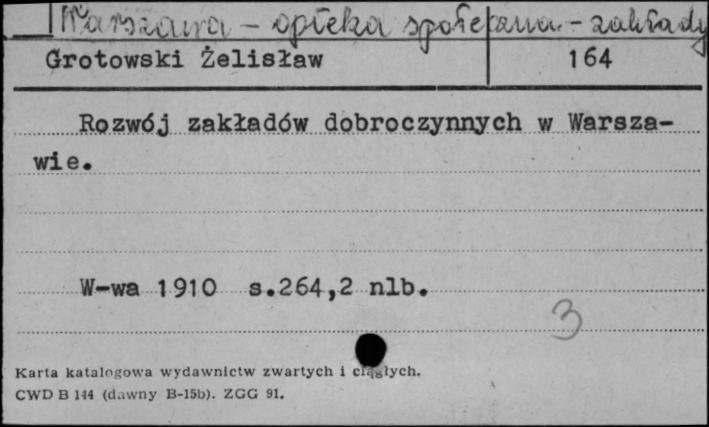 Warszawa - opieka społeczna - zakłady
Grotowski Żelisław 164
Rozwój zakładów dobroczynnych w Warsza-
wie.
W-wa 1910 s.264,2 nlb.
3
Karta katalogowa wydawnictw zwartych i ciągłych.
CWD B 144 (dawny B-15b). ZGG 91.